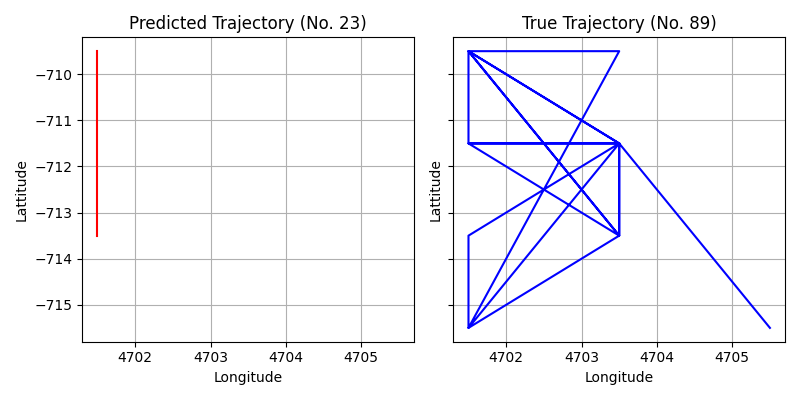 Predicted Trajectory (No. 23)
True Trajectory (No. 89)
Lattitude
−710
−711
−712
−713
−714
−715
4702
4703
4704
4705
Longitude
Lattitude
4702
4703
4704
4705
Longitude